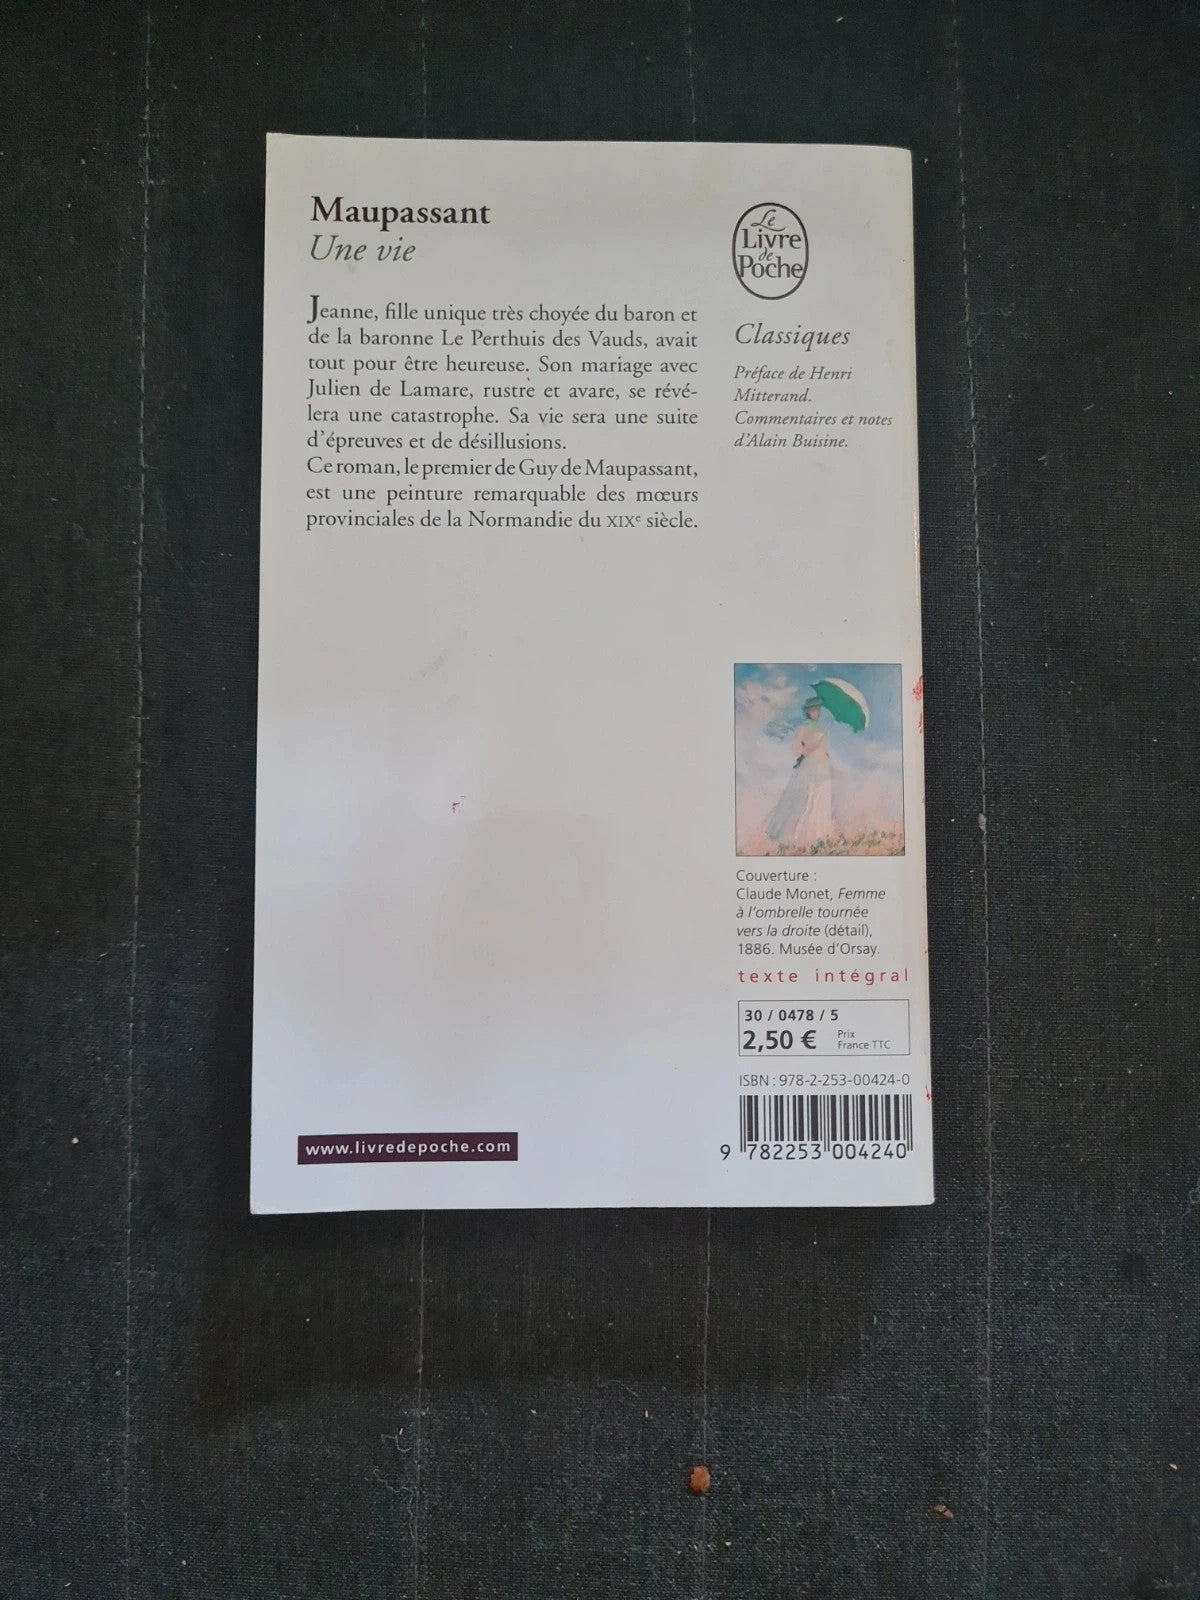 Maupassant
Une vie
Jeanne, fille unique très choyée du baron et
de la baronne Le Perthuis des Vauds, avait
tout pour être heureuse. Son mariage avec
Julien de Lamare, rustre et avare, se révé-
lera une catastrophe. Sa vie sera une suite
d'épreuves et de désillusions.
Ce roman, le premier de Guy de Maupassant,
est une peinture remarquable des mœurs
provinciales de la Normandie du XIXe siècle.
Le
Livre
de
Poche
Classiques
Préface de Henri
Mitterand.
Commentaires et notes
d'Alain Buisine.
Couverture :
Claude Monet, Femme
à l'ombrelle tournée
vers la droite (détail),
1886. Musée d'Orsay.
texte intégral
30 / 0478 / 5
2,50 € Prix
France TTC
ISBN : 978-2-253-00424-0
9 782253 004240
www.livredepoche.com